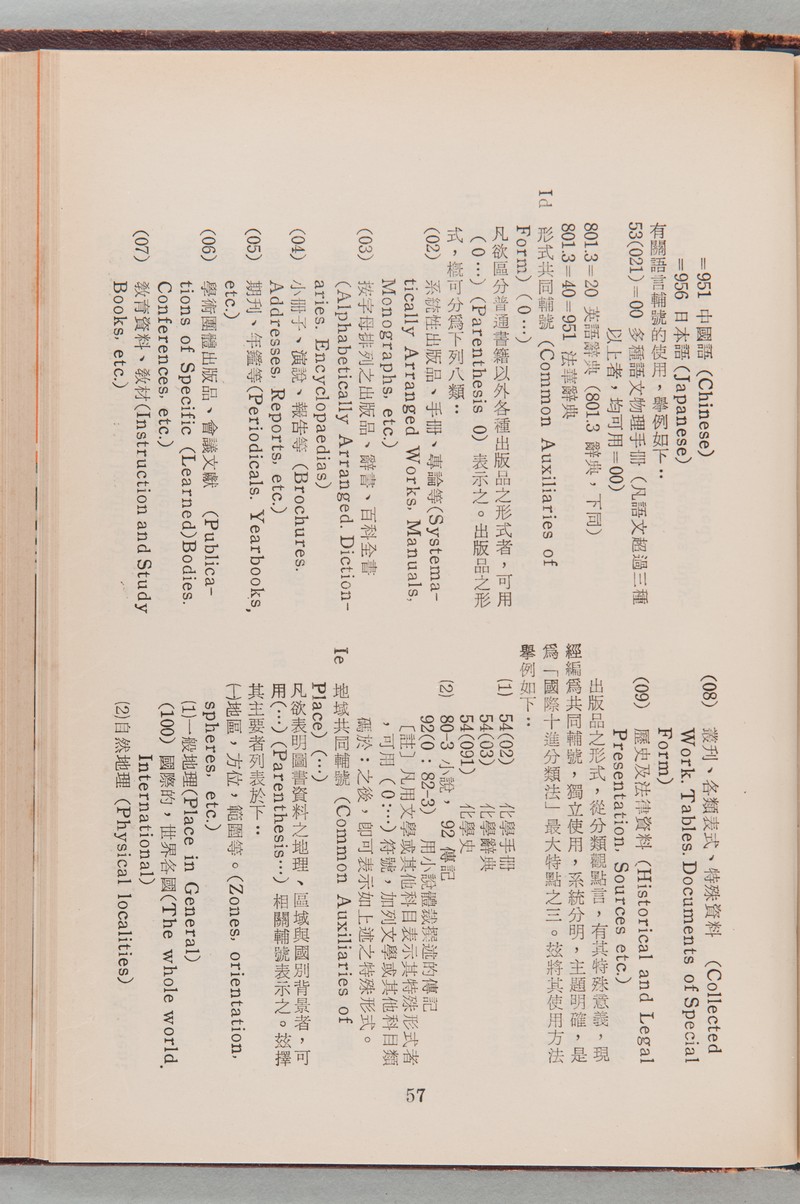 =951 中國語 (Chinese)
=956 日本語 (Japanese)
有關語言輔號的使用，舉例如下：
53(021)=00 多種語文物理手冊（凡語文超過三種
以上者，均可用=00）
801.3=20 英語辭典（801.3 辭典，下同）
801.3=40=951 法華辭典
Id 形式共同輔號 (Common Auxiliaries of
Form) (0…)
凡欲區分普通書籍以外各種出版品之形式者，可用
(0…) (Parenthesis 0) 表示之。出版品之形
式，概可分爲下列八類：
(02) 系統性出版品、手冊、專論等(Systema-
tically Arranged Works, Manuals,
Monographs, etc.)
(03) 按字母排列之出版品、辭書、百科全書
(Alphabetically Arranged. Diction-
aries. Encyclopaedias)
(04) 小冊子、演說、報告等 (Brochures.
Addresses, Reports, etc.)
(05) 期刊、年鑑等(Periodicals. Yearbooks,
etc.)
(06) 學術團體出版品、會議文獻 (Publica-
tions of Specific (Learned)Bodies.
Conferences, etc.)
(07) 敎育資料、敎材(Instruction and Study
Books, etc.)
(08) 叢刊、各類表式、特殊資料 (Collected
Work. Tables. Documents of Special
Form)
(09) 歷史及法律資料 (Historical and Legal
Presentation. Sources etc.)
出版品之形式，從分類觀點言，有其特殊意義，現
經編爲共同輔號，獨立使用，系統分明，主題明確，是
爲「國際十進分類法」最大特點之三。玆將其使用方法
舉例如下：
(1) 54(02) 化學手冊
54(03) 化學辭典
54(091) 化學史
(2) 80-3 小說， 92 傳記
92(0：82-3) 用小說體裁撰述的傳記
〔註〕凡用文學或其他科目表示其特殊形式者
，可用（0：…）符號，加列文學或其他科目類
碼於：之後，卽可表示如上述之特殊形式。
Ie 地域共同輔號 (Common Auxiliaries of
Place) (…)
凡欲表明圖書資料之地理、區域與國別背景者，可
用(…) (Parenthesis…) 相關輔號表示之。玆擇
其主要者列表於下：
㈠地區，方位，範圍等。(Zones, orientation,
spheres, etc.)
(1)一般地理(Place in General)
(100) 國際的，世界各國(The whole world.
International)
(2)自然地理 (Physical localities)
57